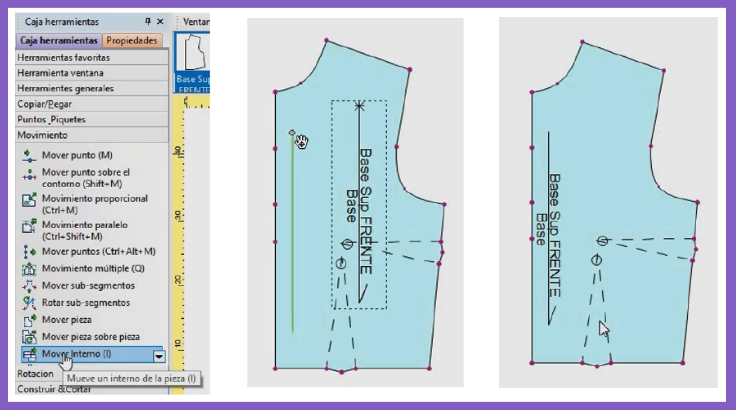 Caja herramientas
Ventan
Caja herramientas Propiedades
Herramientas favoritas
Herramienta ventana
Herramientes generales
Copiar/Pegar
Puntos_Piquetes
Movimiento
Mover punto (M)
Mover punto sobre el
contorno (Shift+M)
Movimiento proporcional
(Ctrl+M)
Movimiento paralelo
(Ctrl+Shift+M)
Mover puntos (Ctrl+Alt+M)
Movimiento múltiple (Q)
Mover sub-segmentos
Rotar sub-segmentos
Mover pieza
Mover pieza sobre pieza
Mover Interno (I)
Rotacion
Mueve un interno de la pieza (I)
Construir & Cortar
Base Sup
FRENTE
30
20
10
Base Sup FRENTE
Base
Base Sup FRENTE
Base